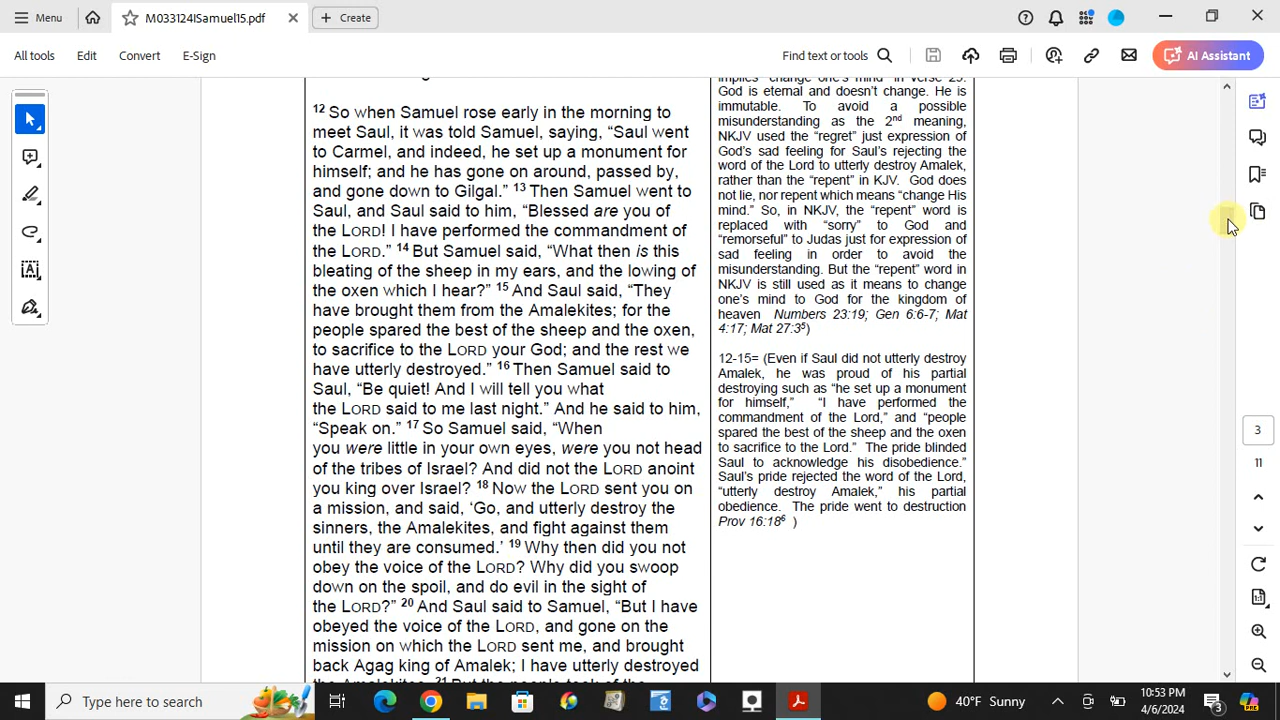 Menu
M033124ISamuel15.pdf
Create
All tools
Edit
Convert
E-Sign
Find text or tools
AI Assistant
12 So when Samuel rose early in the morning to
meet Saul, it was told Samuel, saying, “Saul went
to Carmel, and indeed, he set up a monument for
himself; and he has gone on around, passed by,
and gone down to Gilgal.” 13 Then Samuel went to
Saul, and Saul said to him, “Blessed are you of
the LORD! I have performed the commandment of
the LORD.” 14 But Samuel said, “What then is this
bleating of the sheep in my ears, and the lowing of
the oxen which I hear?” 15 And Saul said, “They
have brought them from the Amalekites; for the
people spared the best of the sheep and the oxen,
to sacrifice to the LORD your God; and the rest we
have utterly destroyed.” 16 Then Samuel said to
Saul, “Be quiet! And I will tell you what
the LORD said to me last night.” And he said to him,
“Speak on.” 17 So Samuel said, “When
you were little in your own eyes, were you not head
of the tribes of Israel? And did not the LORD anoint
you king over Israel? 18 Now the LORD sent you on
a mission, and said, ‘Go, and utterly destroy the
sinners, the Amalekites, and fight against them
until they are consumed.’ 19 Why then did you not
obey the voice of the LORD? Why did you swoop
down on the spoil, and do evil in the sight of
the LORD?” 20 And Saul said to Samuel, “But I have
obeyed the voice of the LORD, and gone on the
mission on which the LORD sent me, and brought
back Agag king of Amalek; I have utterly destroyed
the Amalekites. 21 But the people took of the
implies “change one’s mind” in verse 29.
God is eternal and doesn’t change. He is
immutable. To avoid a possible
misunderstanding as the 2nd meaning,
NKJV used the “regret” just expression of
God’s sad feeling for Saul’s rejecting the
word of the Lord to utterly destroy Amalek,
rather than the “repent” in KJV. God does
not lie, nor repent which means “change His
mind.” So, in NKJV, the “repent” word is
replaced with “sorry” to God and
“remorseful” to Judas just for expression of
sad feeling in order to avoid the
misunderstanding. But the “repent” word in
NKJV is still used as it means to change
one’s mind to God for the kingdom of
heaven Numbers 23:19; Gen 6:6-7; Mat
4:17; Mat 27:3 5)
12-15= (Even if Saul did not utterly destroy
Amalek, he was proud of his partial
destroying such as “he set up a monument
for himself,” “I have performed the
commandment of the Lord,” and “people
spared the best of the sheep and the oxen
to sacrifice to the Lord.” The pride blinded
Saul to acknowledge his disobedience.”
Saul’s pride rejected the word of the Lord,
“utterly destroy Amalek,” his partial
obedience. The pride went to destruction
Prov 16:18 6 )
3
11
Type here to search
40°F Sunny
10:53 PM
4/6/2024
3